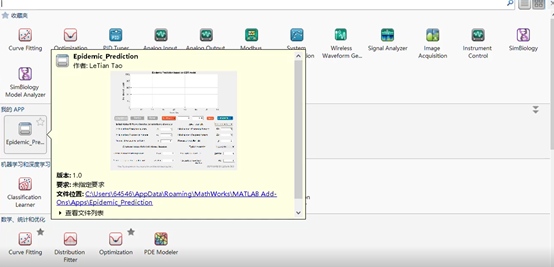 收藏夹
Curve Fitting
Optimization
PID Tuner
Analog Input
Analog Output
Modbus
System
Wireless
Waveform Ge...
Signal Analyzer
Image
Acquisition
Instrument
Control
SimBiology
SimBiology
Model Analyzer
Epidemic_Prediction
作者: LeTian Tao
版本: 1.0
要求: 未指定要求
文件位置: C:\Users\64546\AppData\Roaming\MathWorks\MATLAB Add-
Ons\Apps\Epidemic_Prediction
查看文件列表
我的 APP
Epidemic_Pre...
机器学习和深度学习
Classification
Learner
数学、统计和优化
Curve Fitting
Distribution
Fitter
Optimization
PDE Modeler